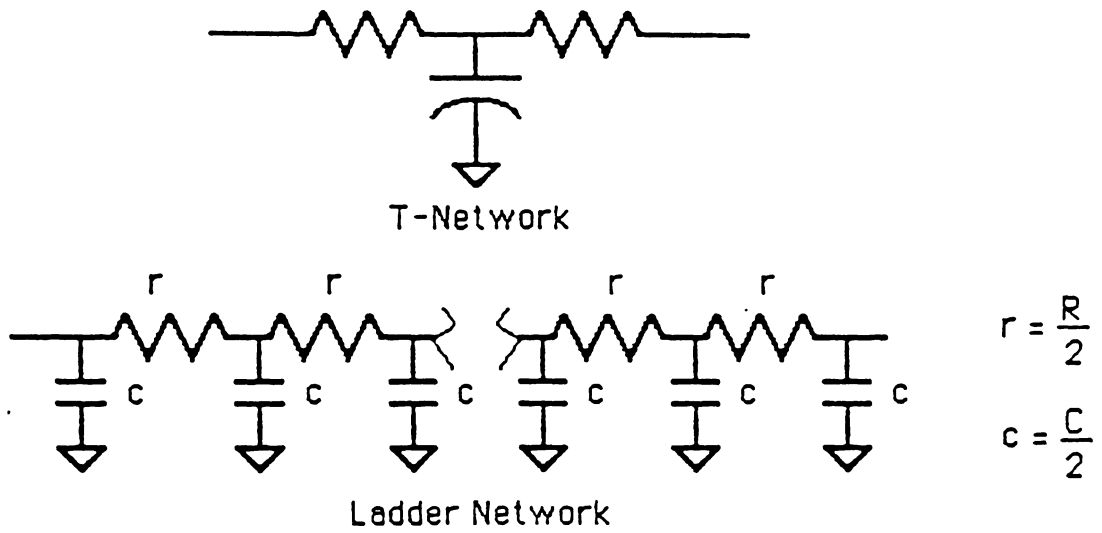 T-Network
r r r r
r = R/2
c c c c c c
c = C/2
Ladder Network